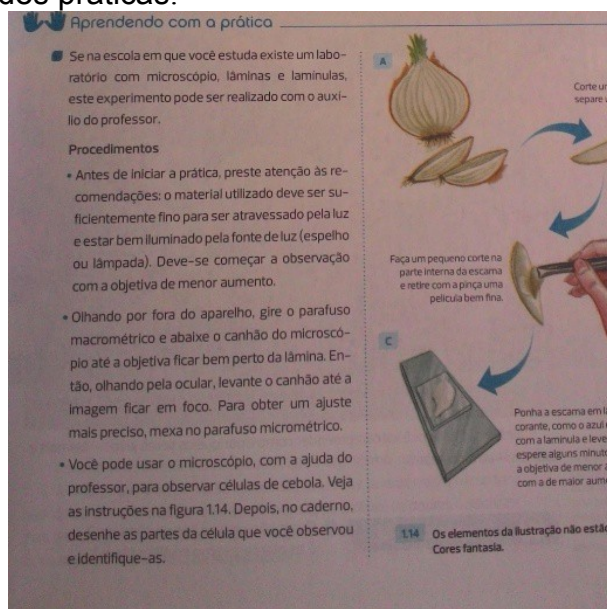 dos práticas.
Aprendendo com a prática
Se na escola em que você estuda existe um labo-
ratório com microscópio, lâminas e lamínulas,
este experimento pode ser realizado com o auxí-
lio do professor.
Procedimentos
• Antes de iniciar a prática, preste atenção às re-
comendações: o material utilizado deve ser su-
ficientemente fino para ser atravessado pela luz
e estar bem iluminado pela fonte de luz (espelho
ou lâmpada). Deve-se começar a observação
com a objetiva de menor aumento.
• Olhando por fora do aparelho, gire o parafuso
macrométrico e abaixe o canhão do microscó-
pio até a objetiva ficar bem perto da lâmina. En-
tão, olhando pela ocular, levante o canhão até a
imagem ficar em foco. Para obter um ajuste
mais preciso, mexa no parafuso micrométrico.
• Você pode usar o microscópio, com a ajuda do
professor, para observar células de cebola. Veja
as instruções na figura 1.14. Depois, no caderno,
desenhe as partes da célula que você observou
e identifique-as.
A
Corte
separe
Faça um pequeno corte na
parte interna da escama
e retire com a pinça uma
película bem fina.
C
Ponha a escama em
corante, como o azul
com a lamínula e
espere alguns
a objetiva de menor
com a de maior
1.14 Os elementos da ilustração não
Cores fantasia.